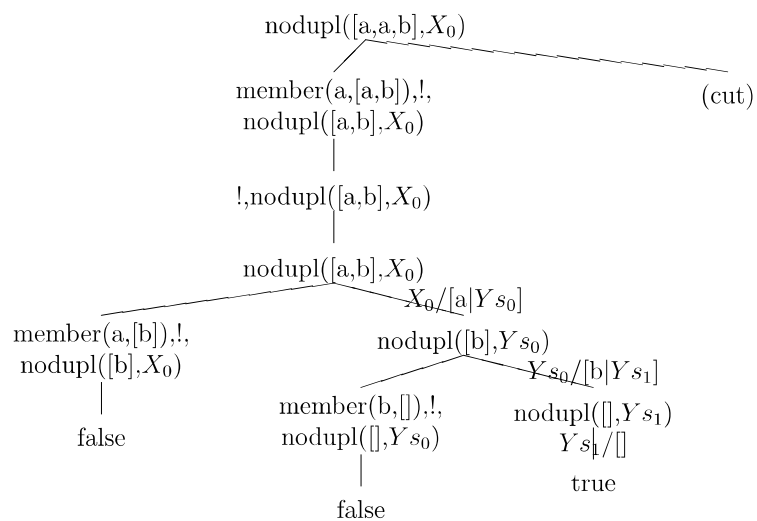 nodupl([a,a,b],X₀)
member(a,[a,b]),!,
nodupl([a,b],X₀)
(cut)
!,nodupl([a,b],X₀)
nodupl([a,b],X₀)
X₀/[a|Ys₀]
member(a,[b]),!,
nodupl([b],X₀)
nodupl([b],Ys₀)
Ys₀/[b|Ys₁]
false
member(b,[]),!,
nodupl([],Ys₀)
nodupl([],Ys₁)
Ys₁/[]
true
false